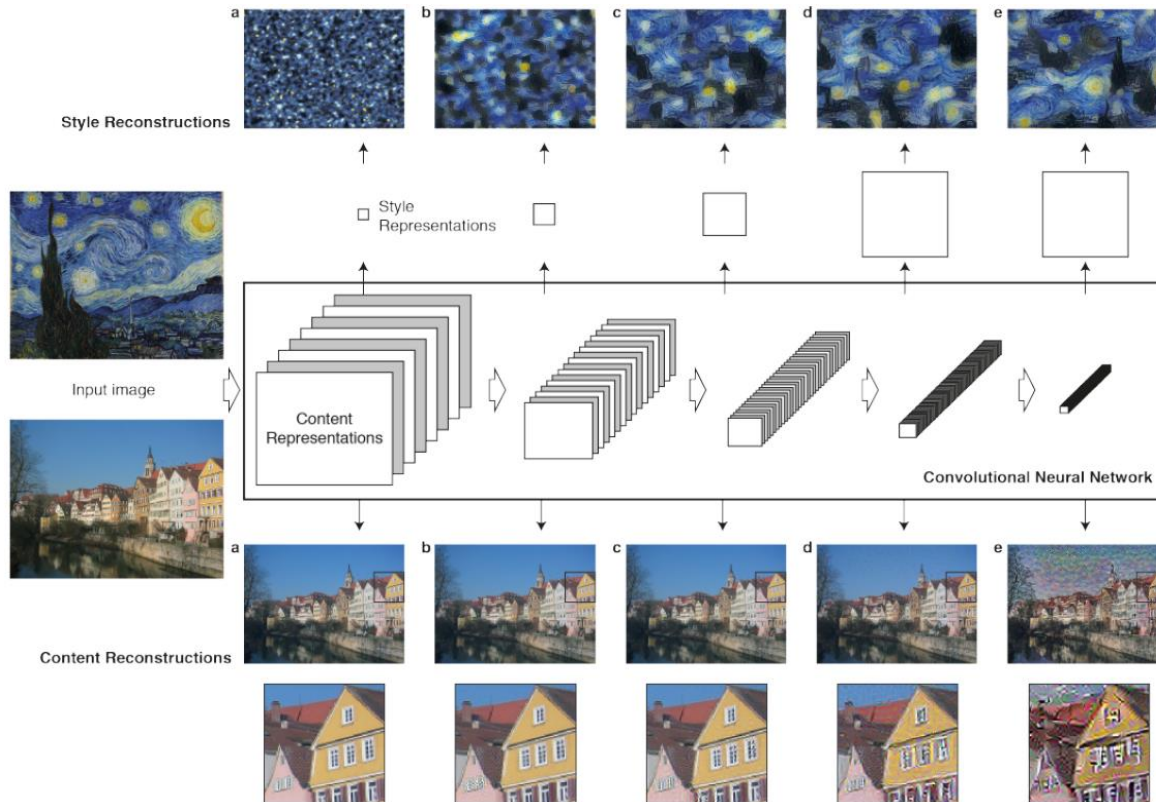 a
b
c
d
e
Style Reconstructions
Style
Representations
Input image
Content
Representations
Convolutional Neural Network
a
b
c
d
e
Content Reconstructions